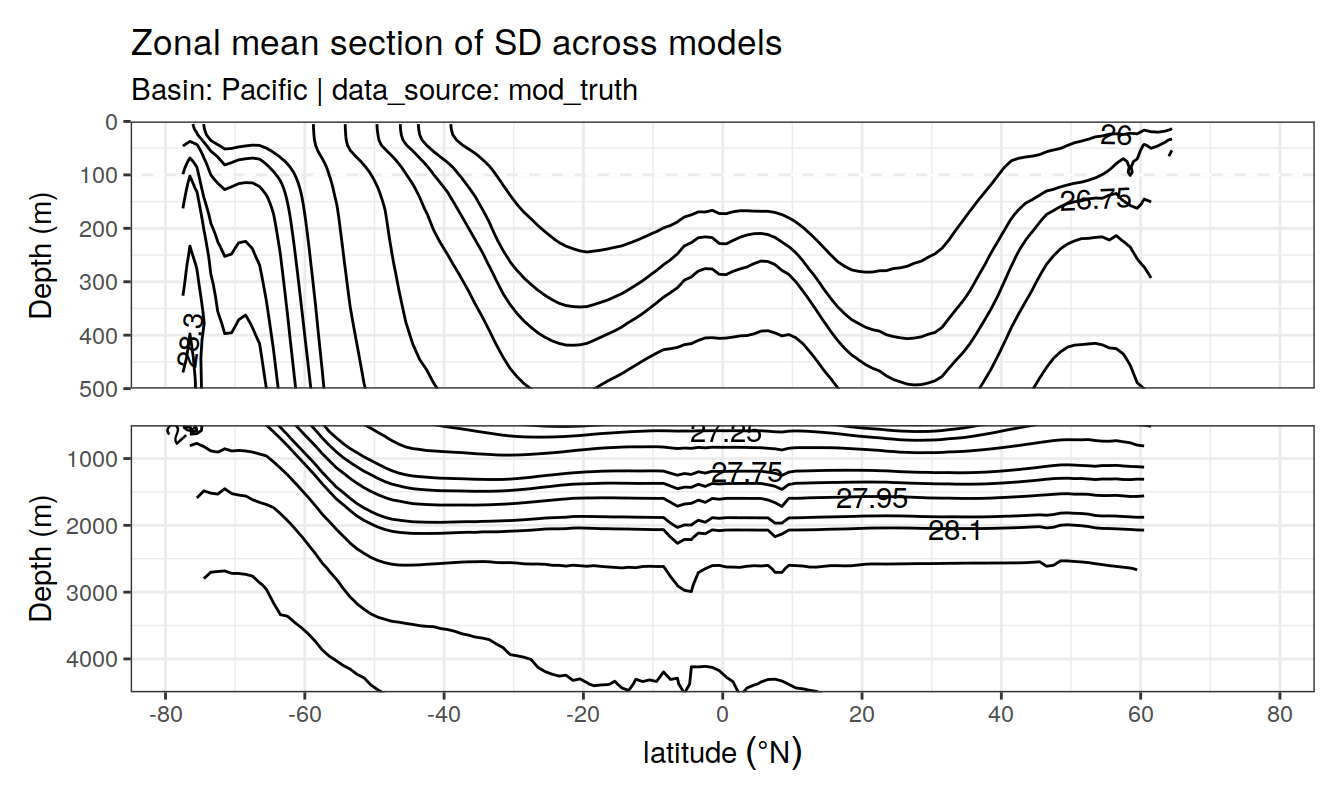 Zonal mean section of SD across models
Basin: Pacific | data_source: mod_truth
Depth (m)
0
100
200
300
400
500
26
26.75
28.3
Depth (m)
1000
2000
3000
4000
27.25
27.75
27.95
28.1
-80 -60 -40 -20 0 20 40 60 80
latitude (°N)